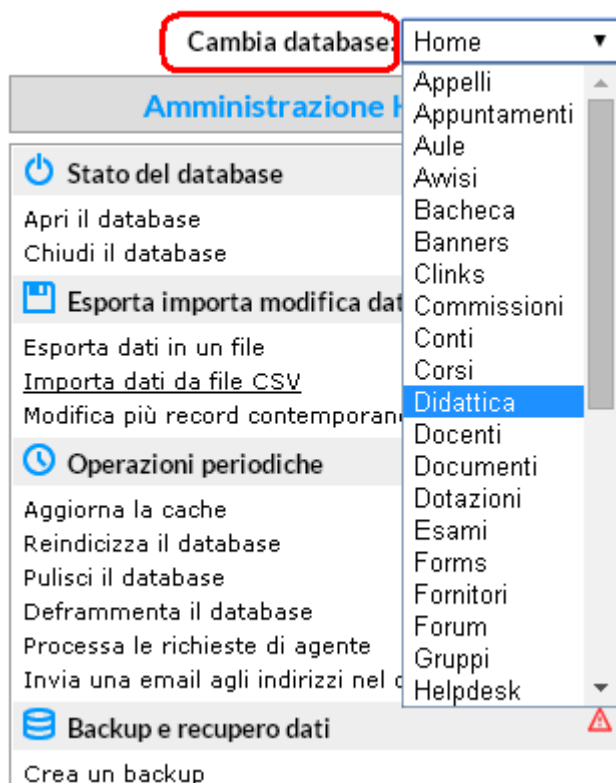 Cambia database: Home
Amministrazione
Stato del database
Apri il database
Chiudi il database
Esporta importa modifica
Esporta dati in un file
Importa dati da file CSV
Modifica più record
Operazioni periodiche
Aggiorna la cache
Reindicizza il database
Pulisci il database
Deframmenta il database
Processa le richieste di agente
Invia una email agli indirizzi nel
Backup e recupero dati
Crea un backup
Appelli
Appuntamenti
Aule
Avvisi
Bacheca
Banners
Clinks
Commissioni
Conti
Corsi
Didattica
Docenti
Documenti
Dotazioni
Esami
Forms
Fornitori
Forum
Gruppi
Helpdesk